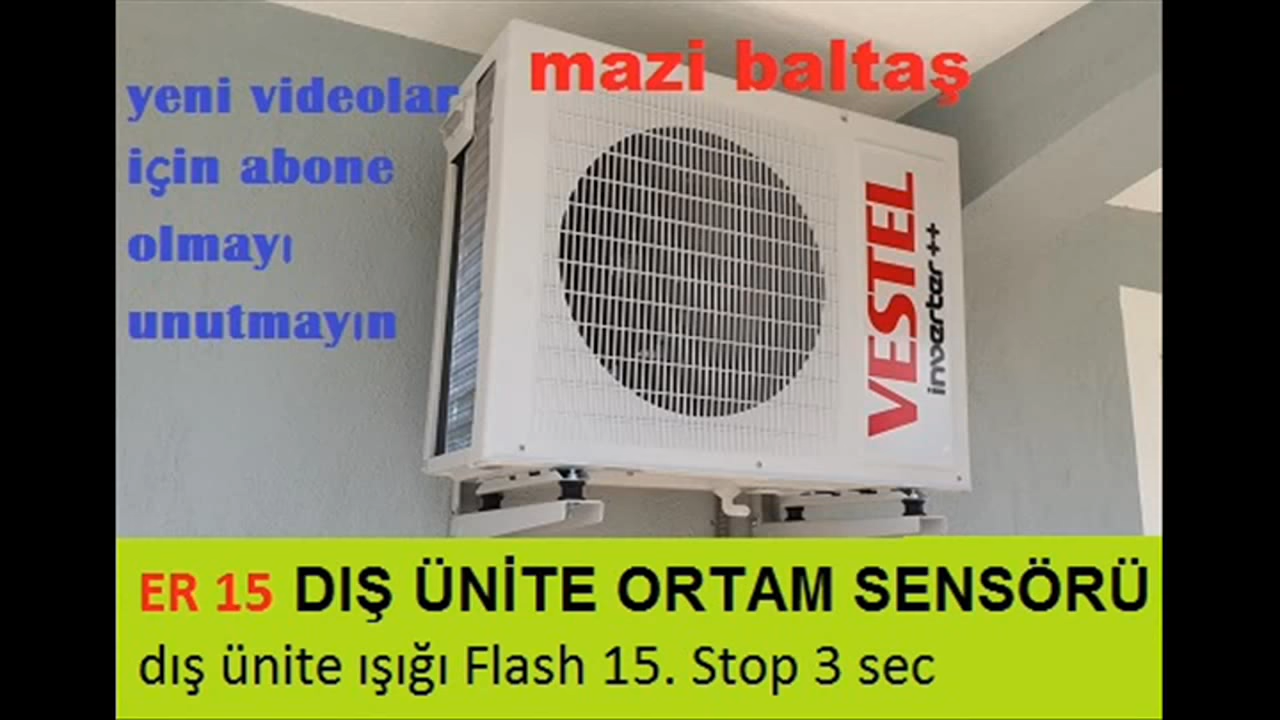 mazi baltaş
yeni videolar
için abone
olmayı
unutmayın
VESTEL
inverter ++
ER 15 DIŞ ÜNİTE ORTAM SENSÖRÜ
dış ünite ışığı Flash 15. Stop 3 sec